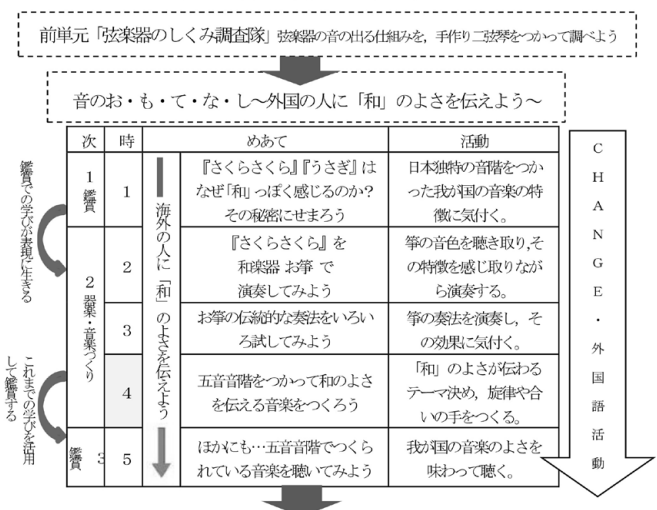 前単元「弦楽器のしくみ調査隊」弦楽器の音の出る仕組みを，手作り二弦琴をつかって調べよう
音のお・も・て・な・し～外国の人に「和」のよさを伝えよう～
次
時
めあて
活動
1
鑑賞
1
『さくらさくら』『うさぎ』は
なぜ「和」っぽく感じるのか？
その秘密にせまろう
日本独特の音階をつか
った我が国の音楽の特
徴に気付く。
2 器楽・音楽づくり
2
『さくらさくら』を
和楽器 お箏 で
演奏してみよう
箏の音色を聴き取り,そ
の特徴を感じ取りなが
ら演奏する。
3
お箏の伝統的な奏法をいろい
ろ試してみよう
箏の奏法を演奏し，そ
の効果に気付く。
4
五音音階をつかって和のよさ
を伝える音楽をつくろう
「和」のよさが伝わる
テーマ決め，旋律や合
いの手をつくる。
3
鑑賞
5
ほかにも…五音音階でつくら
れている音楽を聴いてみよう
我が国の音楽のよさを
味わって聴く。
海外の人に「和」のよさを伝えよう
鑑賞での学びが表現に生きる
これまでの学びを活用
して鑑賞する
CHANGE・外国語活動